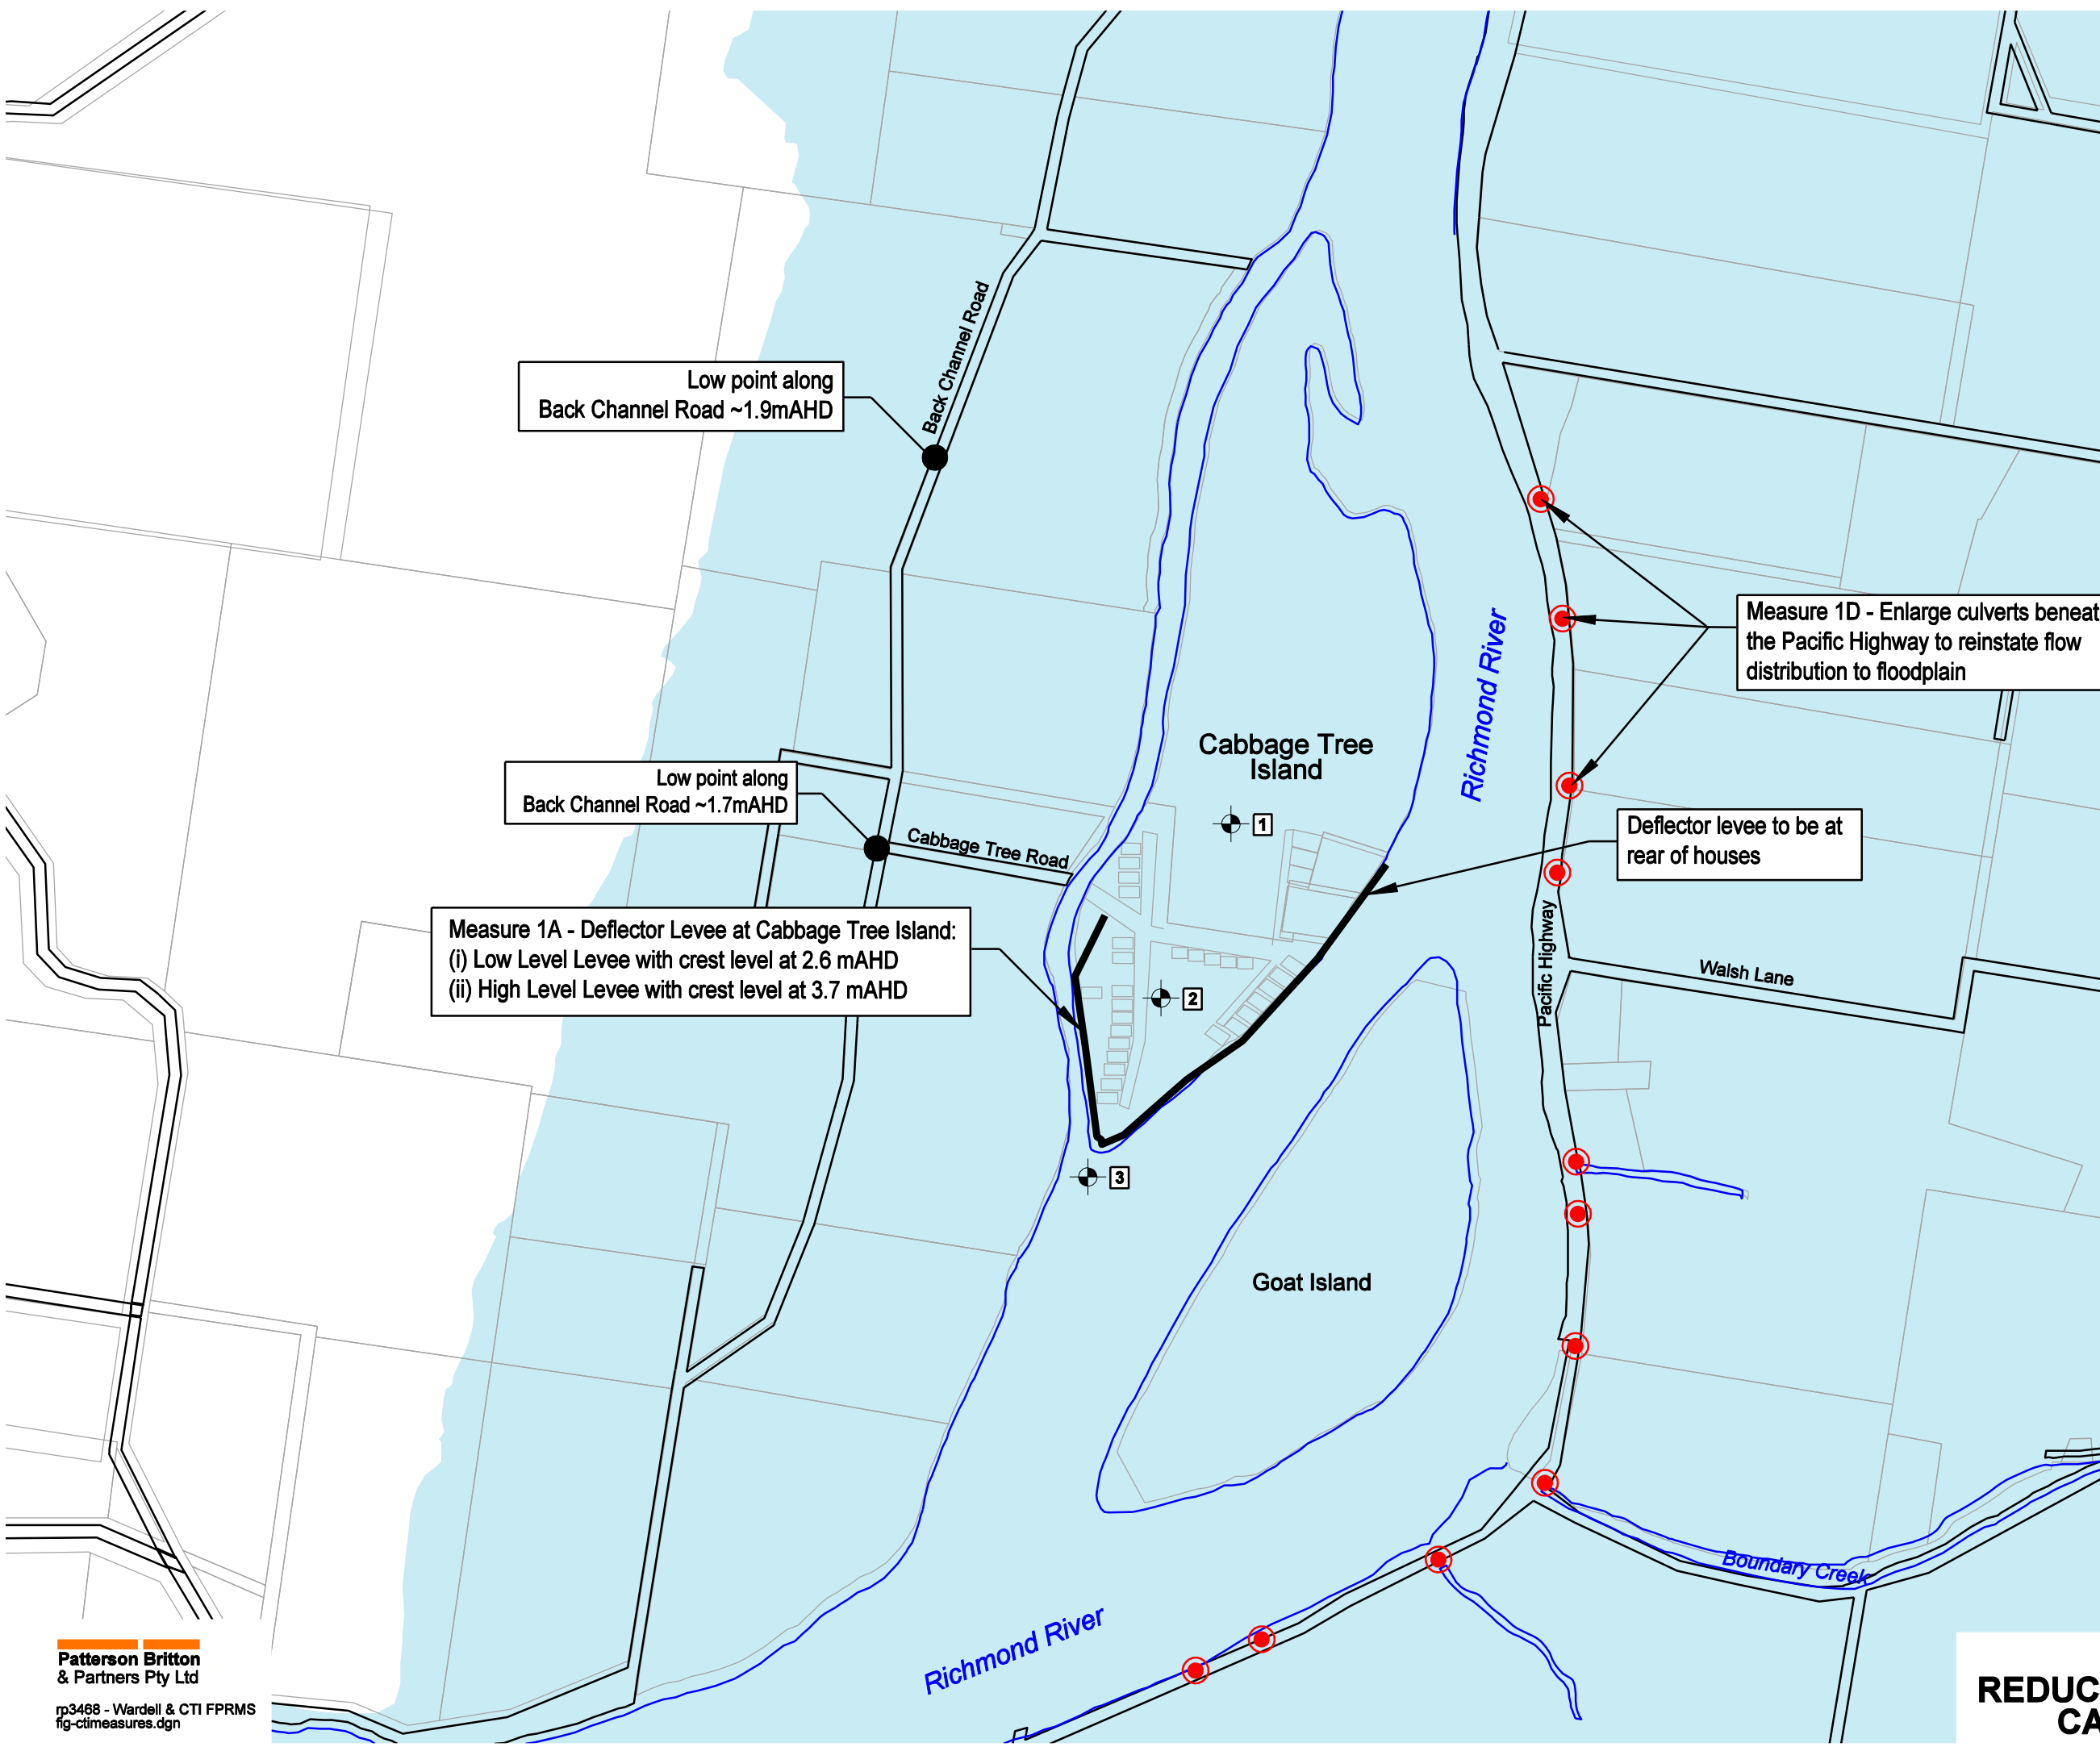 Back Channel Road
Low point along
Back Channel Road ~1.9mAHD
Measure 1D - Enlarge culverts beneat
the Pacific Highway to reinstate flow
distribution to floodplain
Richmond River
Cabbage Tree
Island
Low point along
Back Channel Road ~1.7mAHD
Cabbage Tree Road
1
Deflector levee to be at
rear of houses
Measure 1A - Deflector Levee at Cabbage Tree Island:
(i) Low Level Levee with crest level at 2.6 mAHD
(ii) High Level Levee with crest level at 3.7 mAHD
Pacific Highway
Walsh Lane
2
3
Goat Island
Boundary Creek
Richmond River
Patterson Britton
& Partners Pty Ltd
rp3468 - Wardell & CTI FPRMS
fig-ctimeasures.dgn
REDUC
CA